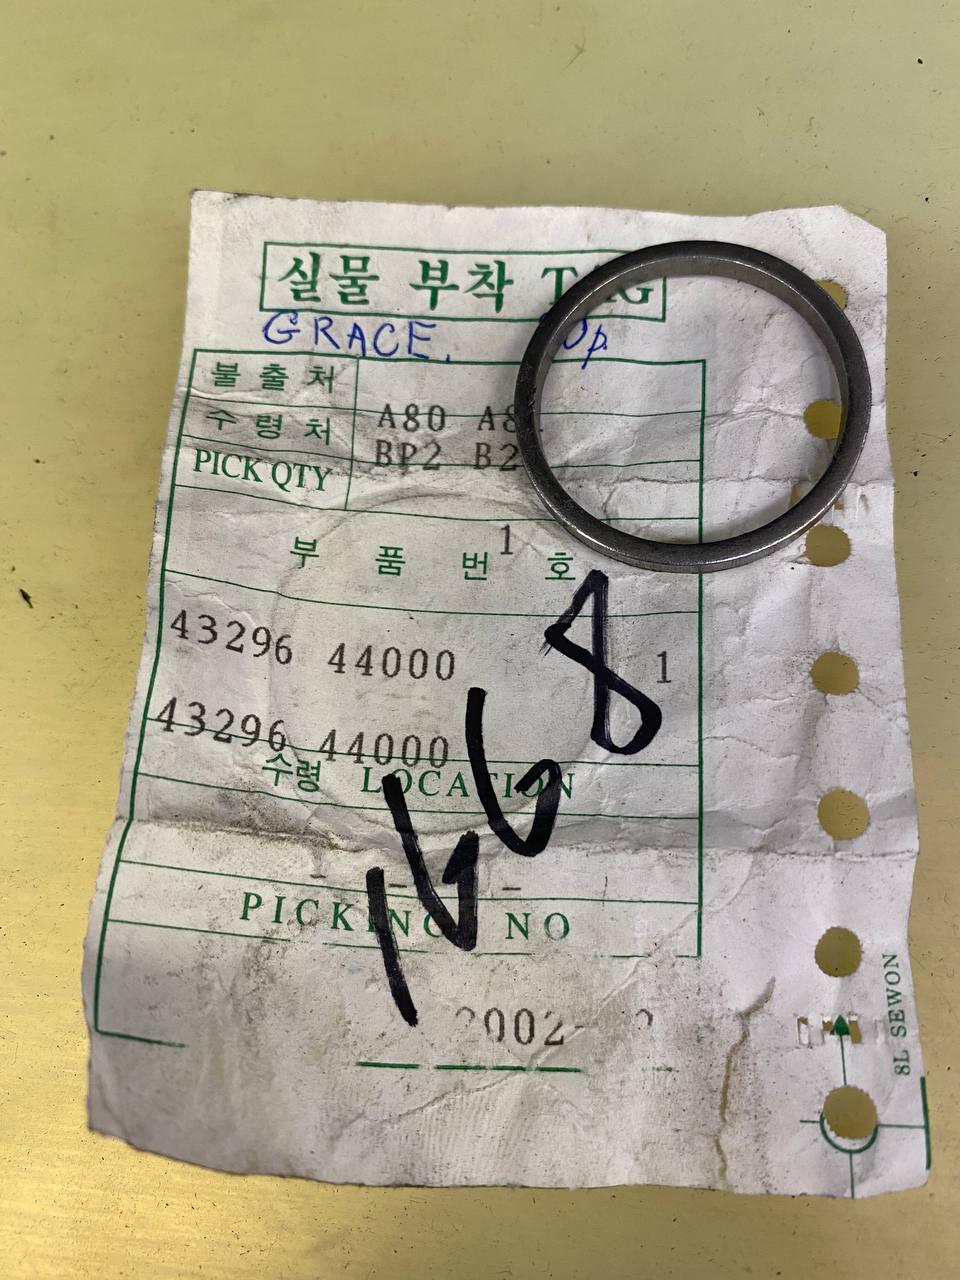 실물 부착 TAG
GRACE.
불출처
수령처 A80
BP2
PICK QTY
1
부 품 번 호
43296 44000 1
43296 44000
수령 LOCATION
1668
PICKING NO
2002
8L SEWON